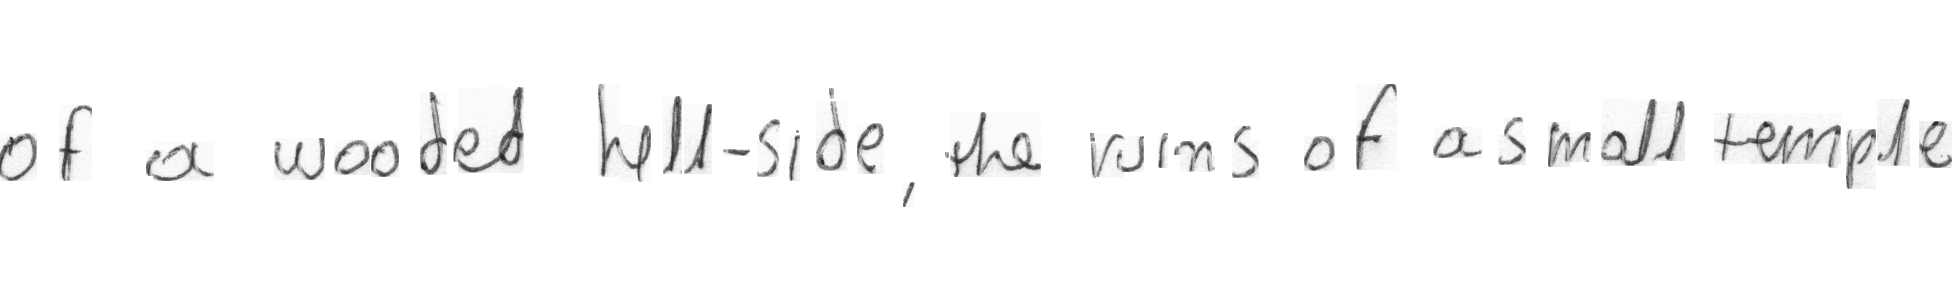 of a wooded hill-side, the ruins of a small temple